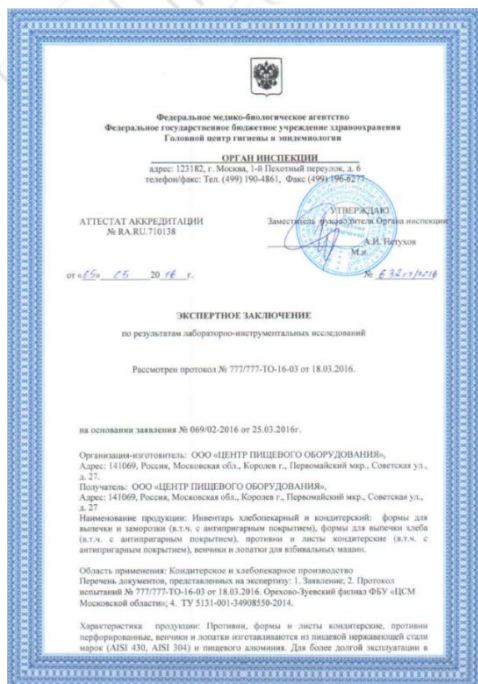 Федеральное медико-биологическое агентство
Федеральное государственное бюджетное учреждение здравоохранения
Головной центр гигиены и эпидемиологии
ОРГАН ИНСПЕКЦИИ
адрес: 123182, г. Москва, 1-й Пехотный переулок, д. 6
телефон/факс: Тел. (499) 190-4861, Факс (499) 196-6277
АТТЕСТАТ АККРЕДИТАЦИИ
№ RA.RU.710138
УТВЕРЖДАЮ
Заместитель руководителя Органа инспекции
А.И. Петухов
М.п.
от «05» 05 2016 г.
№ 632г/2016
ЭКСПЕРТНОЕ ЗАКЛЮЧЕНИЕ
по результатам лабораторно-инструментальных исследований
Рассмотрен протокол № 777/777-ТО-16-03 от 18.03.2016.
на основании заявления № 069/02-2016 от 25.03.2016г.
Организация-изготовитель: ООО «ЦЕНТР ПИЩЕВОГО ОБОРУДОВАНИЯ»,
Адрес: 141069, Россия, Московская обл., Королев г., Первомайский мкр., Советская ул.,
д. 27.
Получатель: ООО «ЦЕНТР ПИЩЕВОГО ОБОРУДОВАНИЯ»,
Адрес: 141069, Россия, Московская обл., Королев г., Первомайский мкр., Советская ул.,
д. 27
Наименование продукции: Инвентарь хлебопекарный и кондитерский: формы для
выпечки и заморозки (в.т.ч. с антипригарным покрытием), формы для выпечки хлеба
(в.т.ч. с антипригарным покрытием), противни и листы кондитерские (в.т.ч. с
антипригарным покрытием), венчики и лопатки для взбивальных машин.
Область применения: Кондитерское и хлебопекарное производство
Перечень документов, представленных на экспертизу: 1. Заявление; 2. Протокол
испытаний № 777/777-ТО-16-03 от 18.03.2016. Орехово-Зуевский филиал ФБУ «ЦСМ
Московской области»; 4. ТУ 5131-001-34908550-2014.
Характеристика продукции: Противни, формы и листы кондитерские, противни
перфорированные, венчики и лопатки изготавливаются из пищевой нержавеющей стали
марок (AISI 430, AISI 304) и пищевого алюминия. Для более долгой эксплуатации в